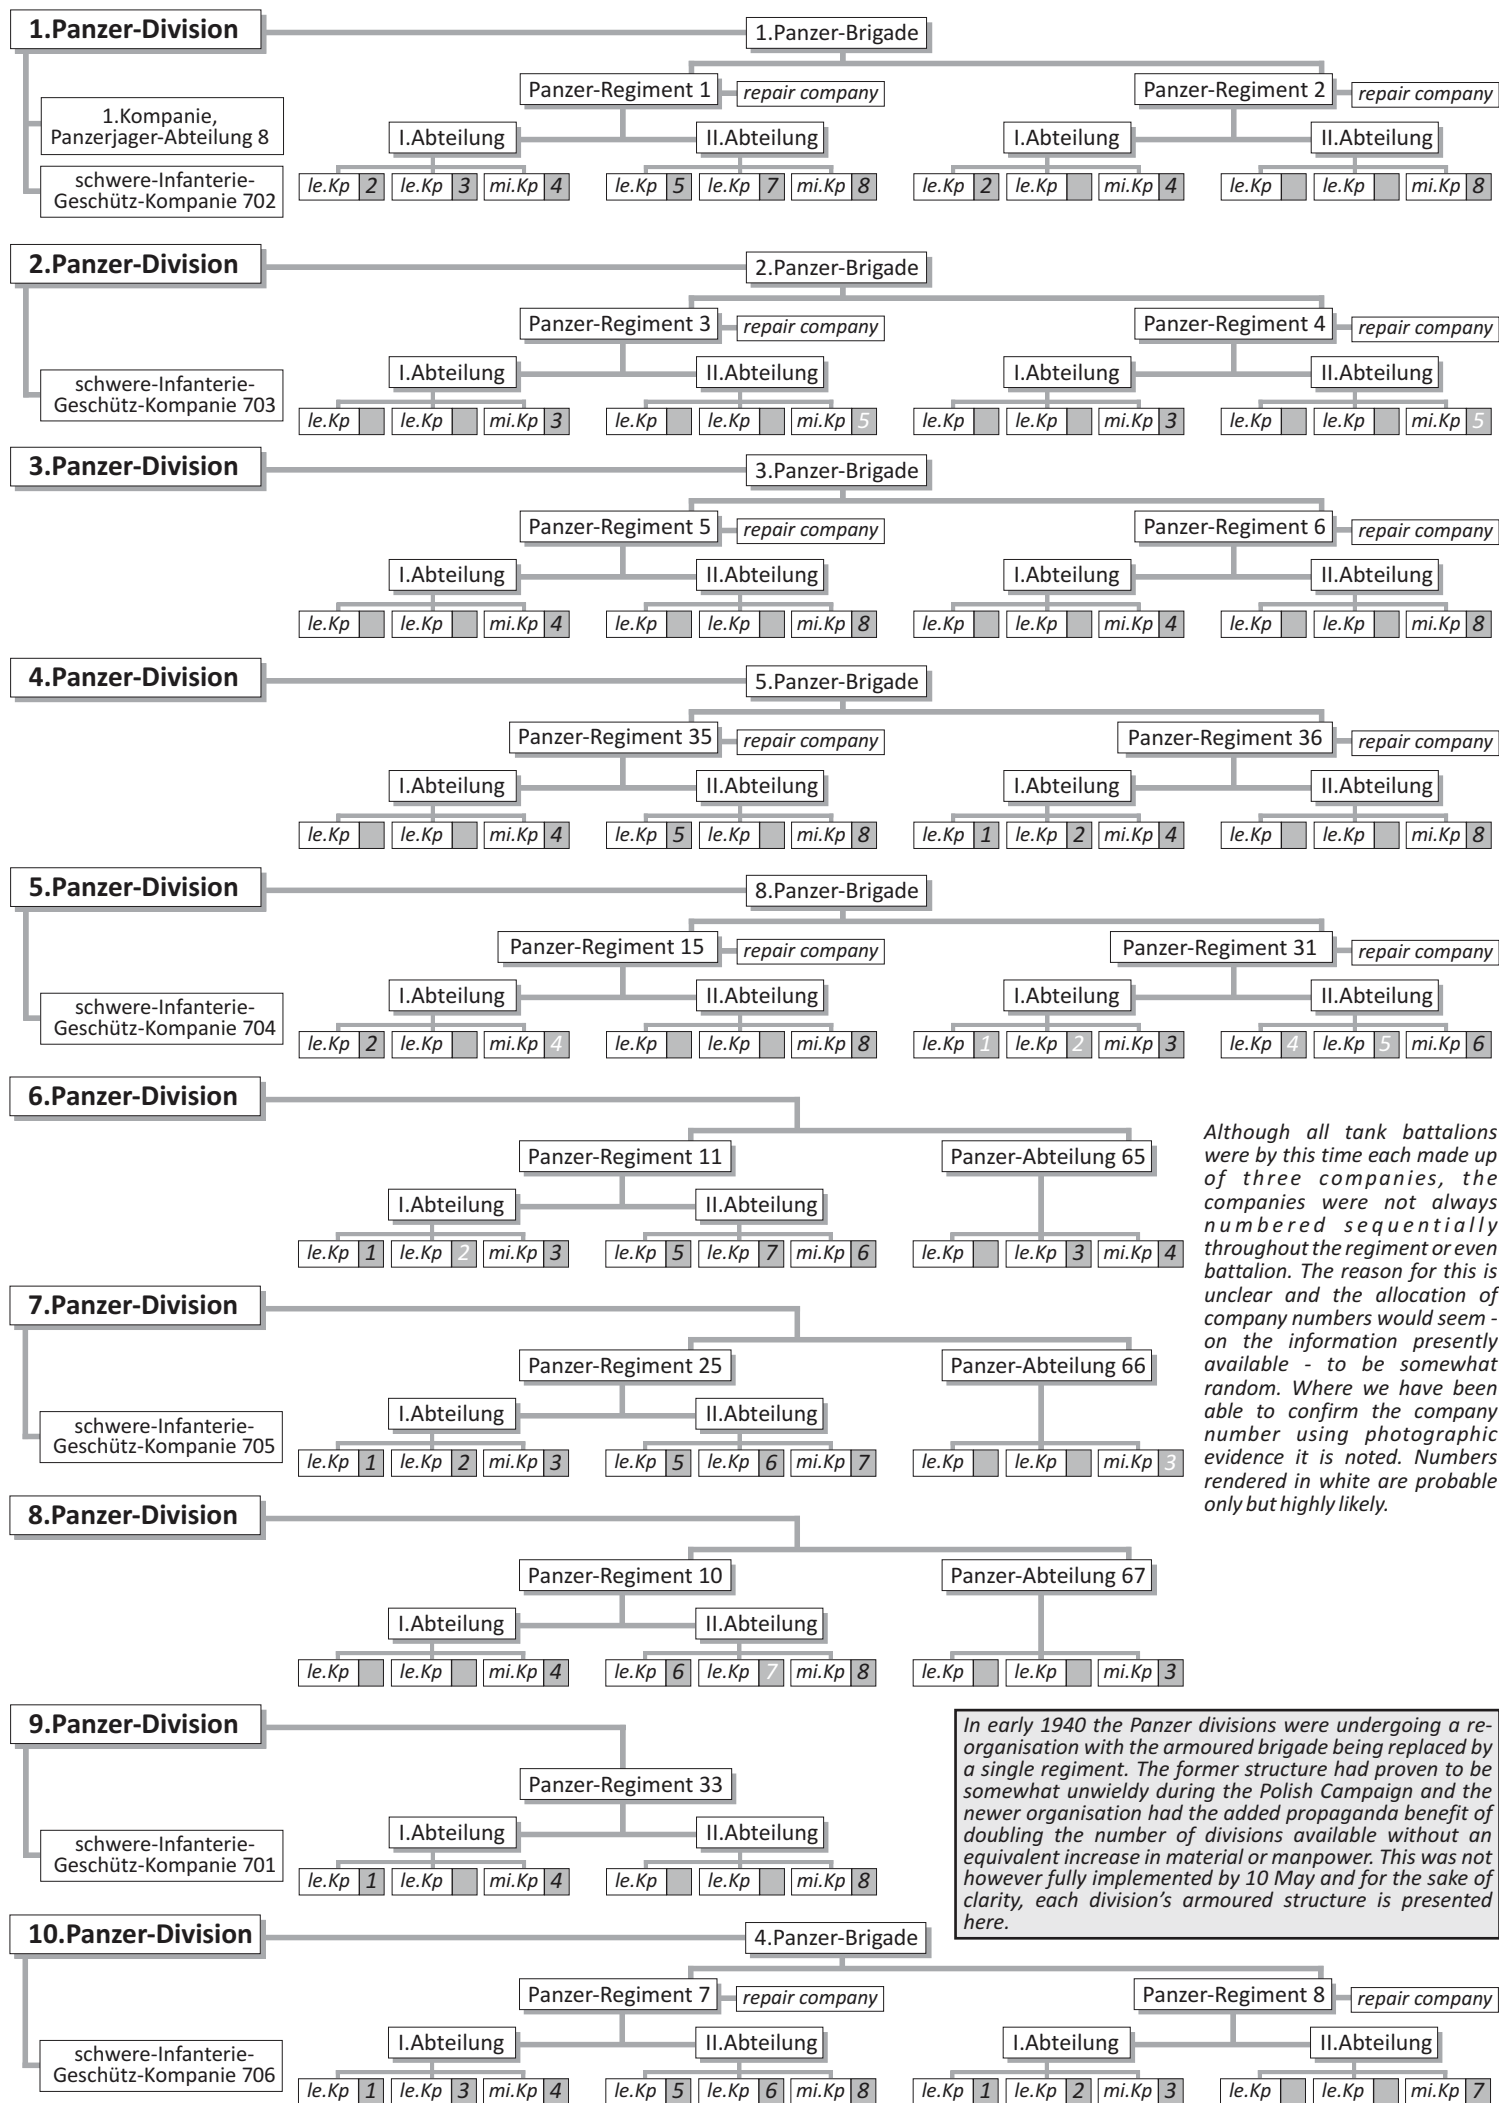 1.Panzer-Division
1.Panzer-Brigade
Panzer-Regiment 1
repair company
Panzer-Regiment 2
repair company
1.Kompanie,
Panzerjager-Abteilung 8
I.Abteilung
II.Abteilung
I.Abteilung
II.Abteilung
schwere-Infanterie-
Geschütz-Kompanie 702
le.Kp 2 le.Kp 3 mi.Kp 4 le.Kp 5 le.Kp 7 mi.Kp 8 le.Kp 2 le.Kp mi.Kp 4 le.Kp le.Kp mi.Kp 8
2.Panzer-Division
2.Panzer-Brigade
Panzer-Regiment 3
repair company
Panzer-Regiment 4
repair company
I.Abteilung
II.Abteilung
I.Abteilung
II.Abteilung
schwere-Infanterie-
Geschütz-Kompanie 703
le.Kp le.Kp mi.Kp 3 le.Kp le.Kp mi.Kp 5 le.Kp le.Kp mi.Kp 3 le.Kp le.Kp mi.Kp 5
3.Panzer-Division
3.Panzer-Brigade
Panzer-Regiment 5
repair company
Panzer-Regiment 6
repair company
I.Abteilung
II.Abteilung
I.Abteilung
II.Abteilung
le.Kp le.Kp mi.Kp 4 le.Kp le.Kp mi.Kp 8 le.Kp le.Kp mi.Kp 4 le.Kp le.Kp mi.Kp 8
4.Panzer-Division
5.Panzer-Brigade
Panzer-Regiment 35
repair company
Panzer-Regiment 36
repair company
I.Abteilung
II.Abteilung
I.Abteilung
II.Abteilung
le.Kp le.Kp mi.Kp 4 le.Kp 5 le.Kp mi.Kp 8 le.Kp 1 le.Kp 2 mi.Kp 4 le.Kp le.Kp mi.Kp 8
5.Panzer-Division
8.Panzer-Brigade
Panzer-Regiment 15
repair company
Panzer-Regiment 31
repair company
I.Abteilung
II.Abteilung
I.Abteilung
II.Abteilung
schwere-Infanterie-
Geschütz-Kompanie 704
le.Kp 2 le.Kp mi.Kp 4 le.Kp le.Kp mi.Kp 8 le.Kp 1 le.Kp 2 mi.Kp 3 le.Kp 4 le.Kp 5 mi.Kp 6
6.Panzer-Division
Panzer-Regiment 11
Panzer-Abteilung 65
I.Abteilung
II.Abteilung
le.Kp 1 le.Kp 2 mi.Kp 3 le.Kp 5 le.Kp 7 mi.Kp 6 le.Kp le.Kp 3 mi.Kp 4
7.Panzer-Division
Panzer-Regiment 25
Panzer-Abteilung 66
I.Abteilung
II.Abteilung
schwere-Infanterie-
Geschütz-Kompanie 705
le.Kp 1 le.Kp 2 mi.Kp 3 le.Kp 5 le.Kp 6 mi.Kp 7 le.Kp le.Kp mi.Kp 3
Although all tank battalions
were by this time each made up
of three companies, the
companies were not always
numbered sequentially
throughout the regiment or even
battalion. The reason for this is
unclear and the allocation of
company numbers would seem -
on the information presently
available - to be somewhat
random. Where we have been
able to confirm the company
number using photographic
evidence it is noted. Numbers
rendered in white are probable
only but highly likely.
8.Panzer-Division
Panzer-Regiment 10
Panzer-Abteilung 67
I.Abteilung
II.Abteilung
le.Kp le.Kp mi.Kp 4 le.Kp 6 le.Kp 7 mi.Kp 8 le.Kp le.Kp mi.Kp 3
9.Panzer-Division
Panzer-Regiment 33
I.Abteilung
II.Abteilung
schwere-Infanterie-
Geschütz-Kompanie 701
le.Kp 1 le.Kp mi.Kp 4 le.Kp le.Kp mi.Kp 8
In early 1940 the Panzer divisions were undergoing a re-
organisation with the armoured brigade being replaced by
a single regiment. The former structure had proven to be
somewhat unwieldy during the Polish Campaign and the
newer organisation had the added propaganda benefit of
doubling the number of divisions available without an
equivalent increase in material or manpower. This was not
however fully implemented by 10 May and for the sake of
clarity, each division's armoured structure is presented
here.
10.Panzer-Division
4.Panzer-Brigade
Panzer-Regiment 7
repair company
Panzer-Regiment 8
repair company
I.Abteilung
II.Abteilung
I.Abteilung
II.Abteilung
schwere-Infanterie-
Geschütz-Kompanie 706
le.Kp 1 le.Kp 3 mi.Kp 4 le.Kp 5 le.Kp 6 mi.Kp 8 le.Kp 1 le.Kp 2 mi.Kp 3 le.Kp le.Kp mi.Kp 7